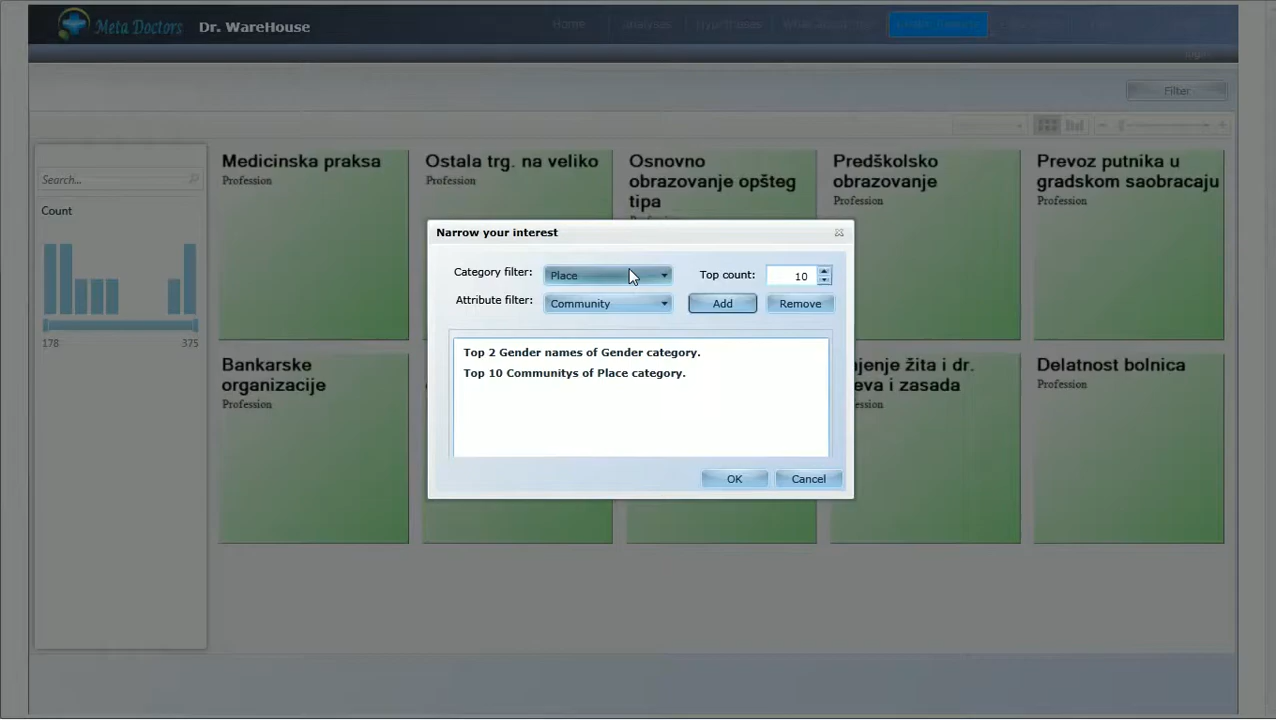 Meta Doctors
Dr. WareHouse
Home
Analyses
login
Filter
Search...
Count
178
375
Medicinska praksa
Profession
Ostala trg. na veliko
Profession
Osnovno
obrazovanje opšteg
tipa
Predškolsko
obrazovanje
Profession
Prevoz putnika u
gradskom saobracaju
Profession
Narrow your interest
Category filter:
Place
Top count:
10
Attribute filter:
Community
Add
Remove
Top 2 Gender names of Gender category.
Top 10 Communitys of Place category.
OK
Cancel
Bankarske
organizacije
Profession
žita i dr.
i zasada
Delatnost bolnica
Profession